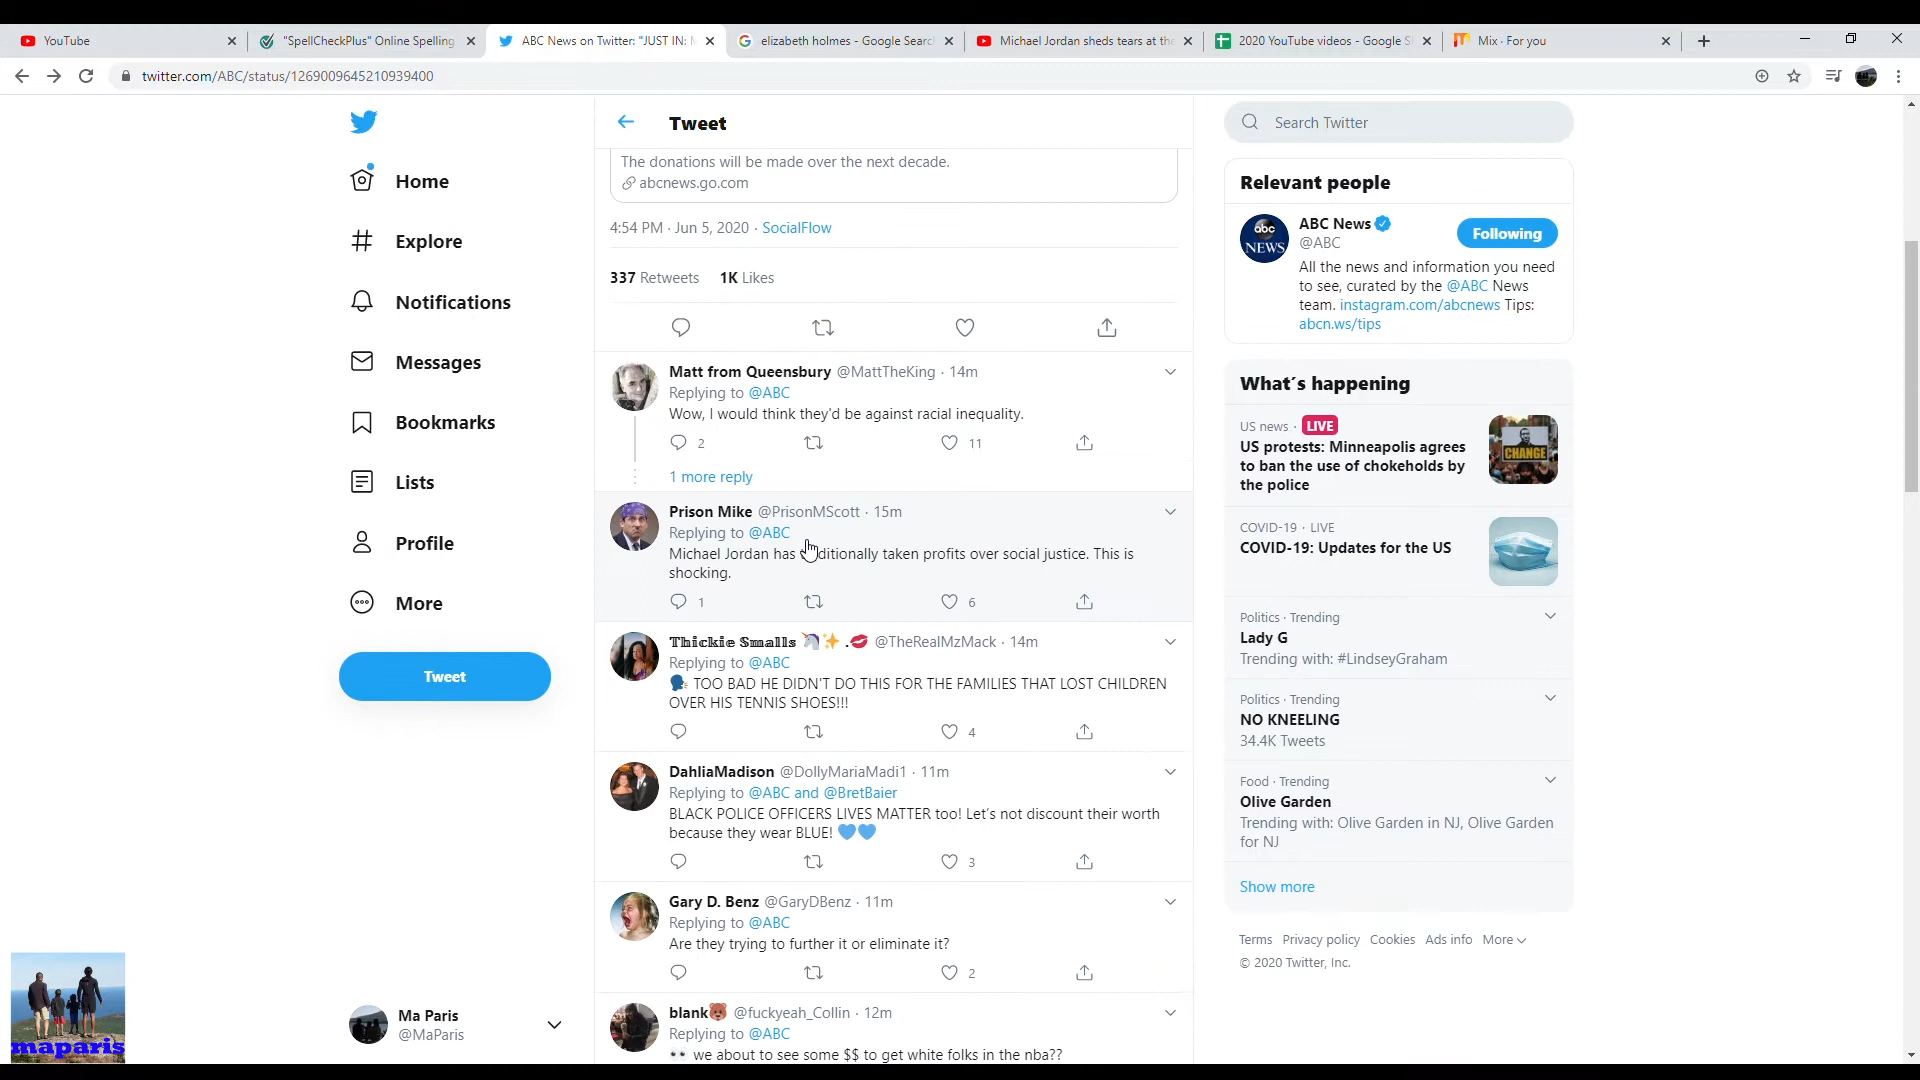 YouTube
"SpellCheckPlus" Online Spelling
ABC News on Twitter: "JUST IN: M
elizabeth holmes - Google Searc
Michael Jordan sheds tears at the
2020 YouTube videos - Google S
Mix · For you
twitter.com/ABC/status/1269009645210939400
Home
Explore
Notifications
Messages
Bookmarks
Lists
Profile
More
Tweet
Ma Paris
@MaParis
maparis
Tweet
The donations will be made over the next decade.
abcnews.go.com
4:54 PM · Jun 5, 2020 · SocialFlow
337 Retweets 1K Likes
Matt from Queensbury @MattTheKing · 14m
Replying to @ABC
Wow, I would think they'd be against racial inequality.
2 11
1 more reply
Prison Mike @PrisonMScott · 15m
Replying to @ABC
Michael Jordan has ditionally taken profits over social justice. This is
shocking.
1 6
Thickie Smalls 🦄✨.💋 @TheRealMzMack · 14m
Replying to @ABC
🗣 TOO BAD HE DIDN'T DO THIS FOR THE FAMILIES THAT LOST CHILDREN
OVER HIS TENNIS SHOES!!!
4
DahliaMadison @DollyMariaMadi1 · 11m
Replying to @ABC and @BretBaier
BLACK POLICE OFFICERS LIVES MATTER too! Let's not discount their worth
because they wear BLUE! 💙💙
3
Gary D. Benz @GaryDBenz · 11m
Replying to @ABC
Are they trying to further it or eliminate it?
2
blank🐻 @fuckyeah_Collin · 12m
Replying to @ABC
👀 we about to see some $$ to get white folks in the nba??
Search Twitter
Relevant people
abc
NEWS
ABC News
@ABC
Following
All the news and information you need
to see, curated by the @ABC News
team. instagram.com/abcnews Tips:
abcn.ws/tips
What's happening
US news · LIVE
US protests: Minneapolis agrees
to ban the use of chokeholds by
the police
CHANGE
COVID-19 · LIVE
COVID-19: Updates for the US
Politics · Trending
Lady G
Trending with: #LindseyGraham
Politics · Trending
NO KNEELING
34.4K Tweets
Food · Trending
Olive Garden
Trending with: Olive Garden in NJ, Olive Garden
for NJ
Show more
Terms Privacy policy Cookies Ads info More
© 2020 Twitter, Inc.